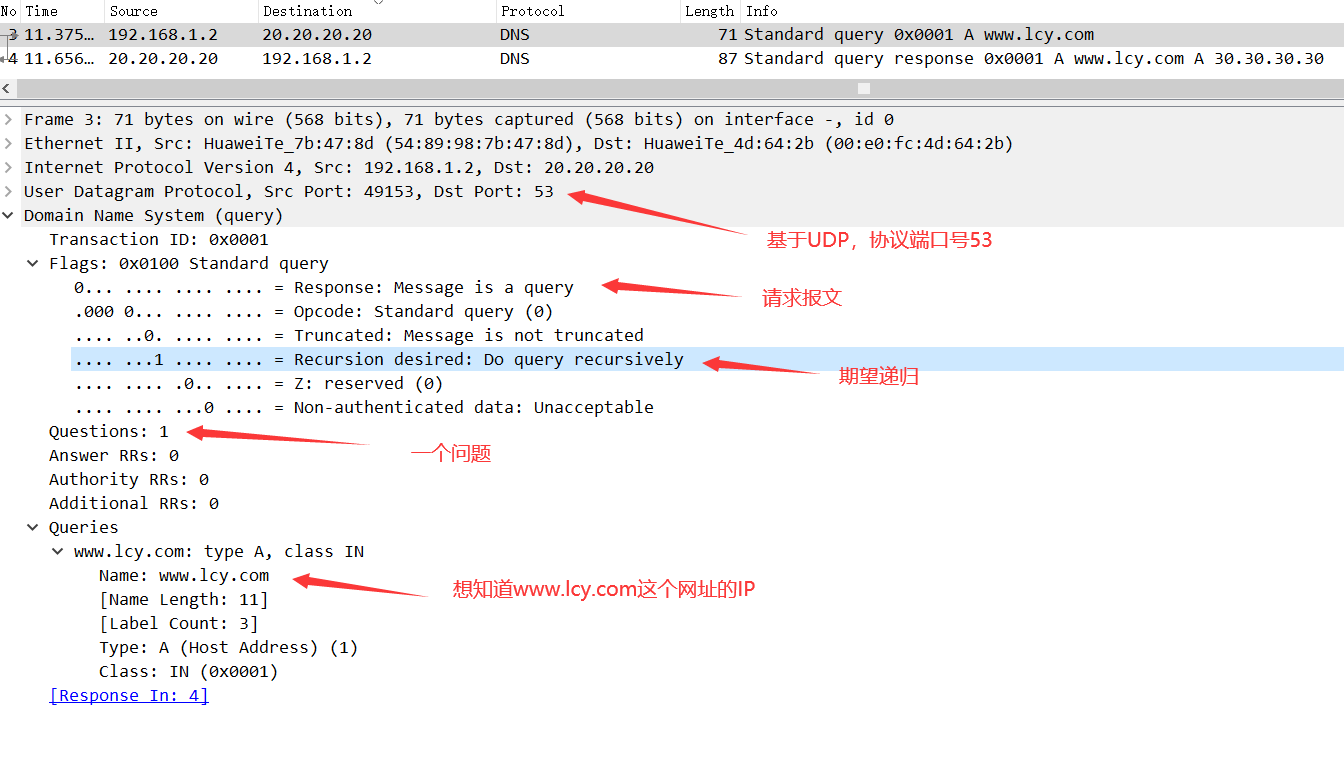 No Time Source Destination Protocol Length Info
3 11.375… 192.168.1.2 20.20.20.20 DNS 71 Standard query 0x0001 A www.lcy.com
4 11.656… 20.20.20.20 192.168.1.2 DNS 87 Standard query response 0x0001 A www.lcy.com A 30.30.30.30
Frame 3: 71 bytes on wire (568 bits), 71 bytes captured (568 bits) on interface -, id 0
Ethernet II, Src: HuaweiTe_7b:47:8d (54:89:98:7b:47:8d), Dst: HuaweiTe_4d:64:2b (00:e0:fc:4d:64:2b)
Internet Protocol Version 4, Src: 192.168.1.2, Dst: 20.20.20.20
User Datagram Protocol, Src Port: 49153, Dst Port: 53
Domain Name System (query)
基于UDP，协议端口号53
Transaction ID: 0x0001
Flags: 0x0100 Standard query
0... .... .... .... = Response: Message is a query
请求报文
.000 0... .... .... = Opcode: Standard query (0)
.... ..0. .... .... = Truncated: Message is not truncated
.... ...1 .... .... = Recursion desired: Do query recursively
期望递归
.... .... .0.. .... = Z: reserved (0)
.... .... ...0 .... = Non-authenticated data: Unacceptable
Questions: 1
一个问题
Answer RRs: 0
Authority RRs: 0
Additional RRs: 0
Queries
www.lcy.com: type A, class IN
Name: www.lcy.com
想知道www.lcy.com这个网址的IP
[Name Length: 11]
[Label Count: 3]
Type: A (Host Address) (1)
Class: IN (0x0001)
[Response In: 4]